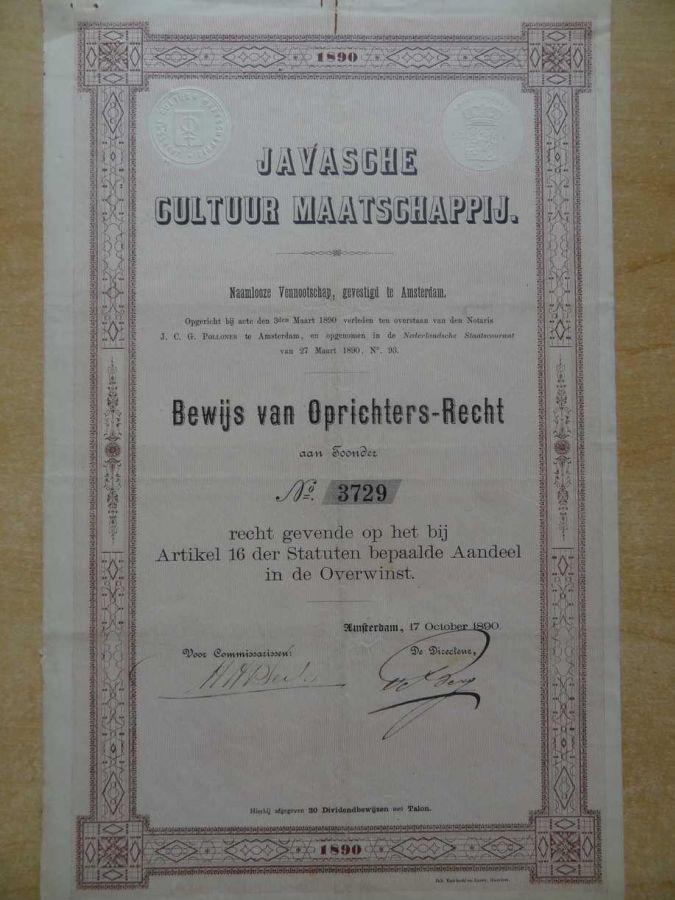 1890
JAVASCHE
CULTUUR MAATSCHAPPIJ.
Naamlooze Vennootschap, gevestigd te Amsterdam.
Opgericht bij acte den 3den Maart 1890 verleden ten overstaan van den Notaris
J. C. G. POLLONES te Amsterdam, en opgenomen in de Nederlandsche Staatscourant
van 27 Maart 1890, No. 93.
Bewijs van Oprichters-Recht
aan Toonder
No. 3729
recht gevende op het bij
Artikel 16 der Statuten bepaalde Aandeel
in de Overwinst.
Amsterdam, 17 October 1890.
Voor Commissarissen: De Directeur,
Hierbij afgegeven 30 Dividendbewijzen met Talon.
1890